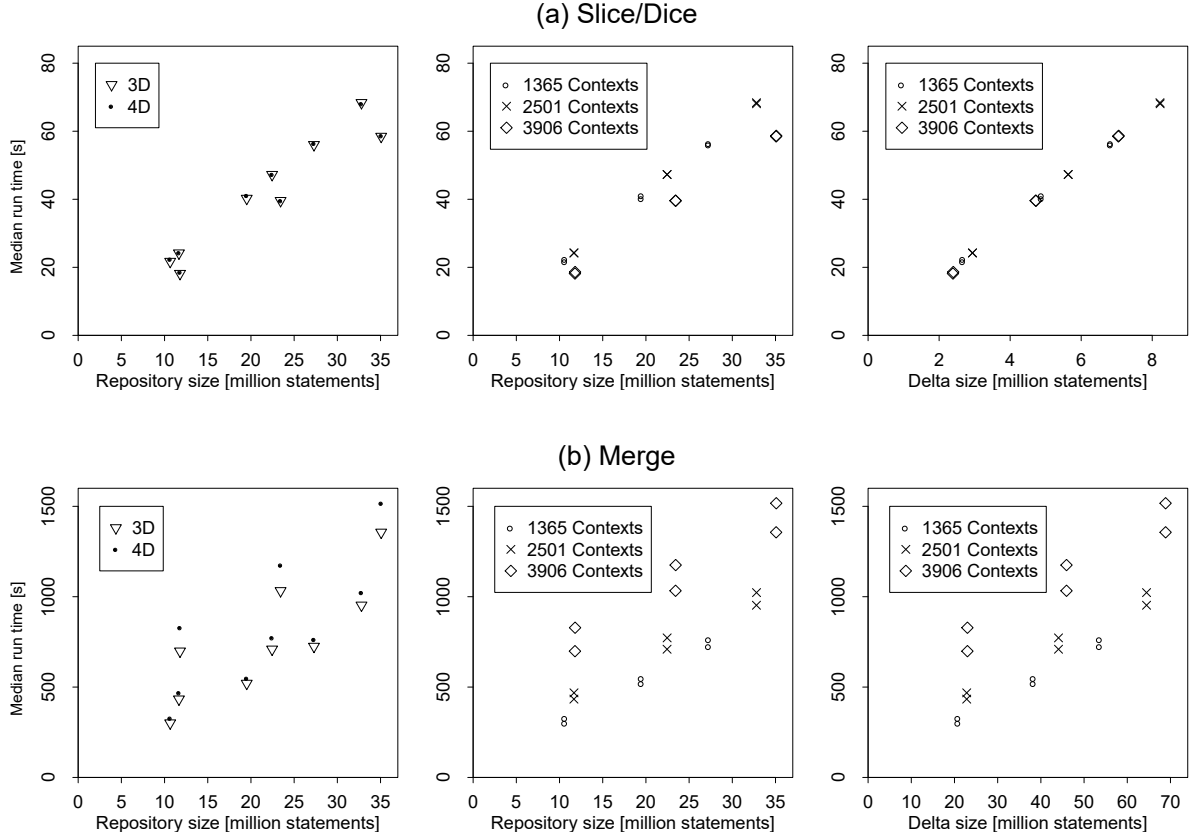 (a) Slice/Dice
Median run time [s]
0 20 40 60 80
3D
4D
0 5 10 15 20 25 30 35
Repository size [million statements]
0 20 40 60 80
1365 Contexts
2501 Contexts
3906 Contexts
0 5 10 15 20 25 30 35
Repository size [million statements]
0 20 40 60 80
1365 Contexts
2501 Contexts
3906 Contexts
0 2 4 6 8
Delta size [million statements]
(b) Merge
Median run time [s]
0 500 1000 1500
3D
4D
0 5 10 15 20 25 30 35
Repository size [million statements]
0 500 1000 1500
1365 Contexts
2501 Contexts
3906 Contexts
0 5 10 15 20 25 30 35
Repository size [million statements]
0 500 1000 1500
1365 Contexts
2501 Contexts
3906 Contexts
0 10 20 30 40 50 60 70
Delta size [million statements]